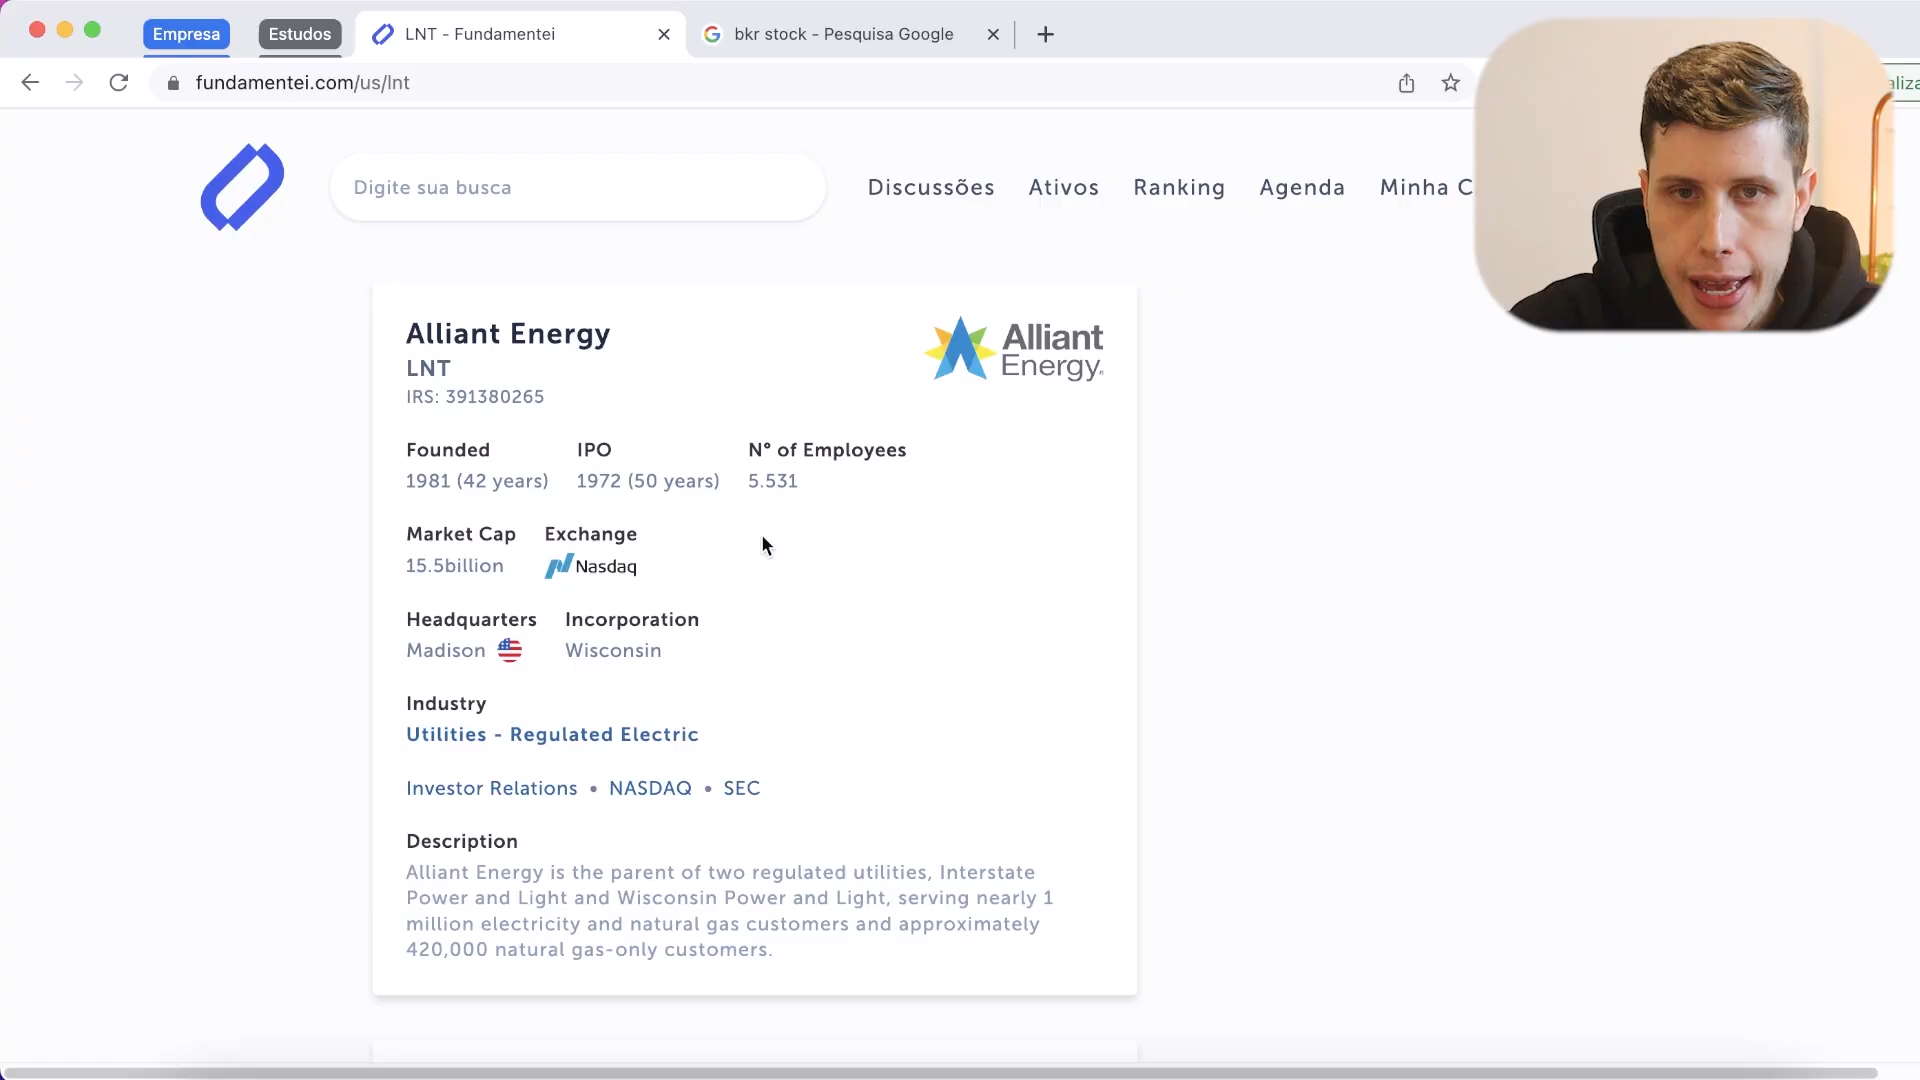 Empresa
Estudos
LNT - Fundamentei
bkr stock - Pesquisa Google
fundamentei.com/us/lnt
aliza
Digite sua busca
Discussões
Ativos
Ranking
Agenda
Minha C
Alliant Energy
LNT
IRS: 391380265
Alliant
Energy
Founded
IPO
N° of Employees
1981 (42 years)
1972 (50 years)
5.531
Market Cap
Exchange
15.5billion
Nasdaq
Headquarters
Incorporation
Madison
Wisconsin
Industry
Utilities - Regulated Electric
Investor Relations • NASDAQ • SEC
Description
Alliant Energy is the parent of two regulated utilities, Interstate
Power and Light and Wisconsin Power and Light, serving nearly 1
million electricity and natural gas customers and approximately
420,000 natural gas-only customers.